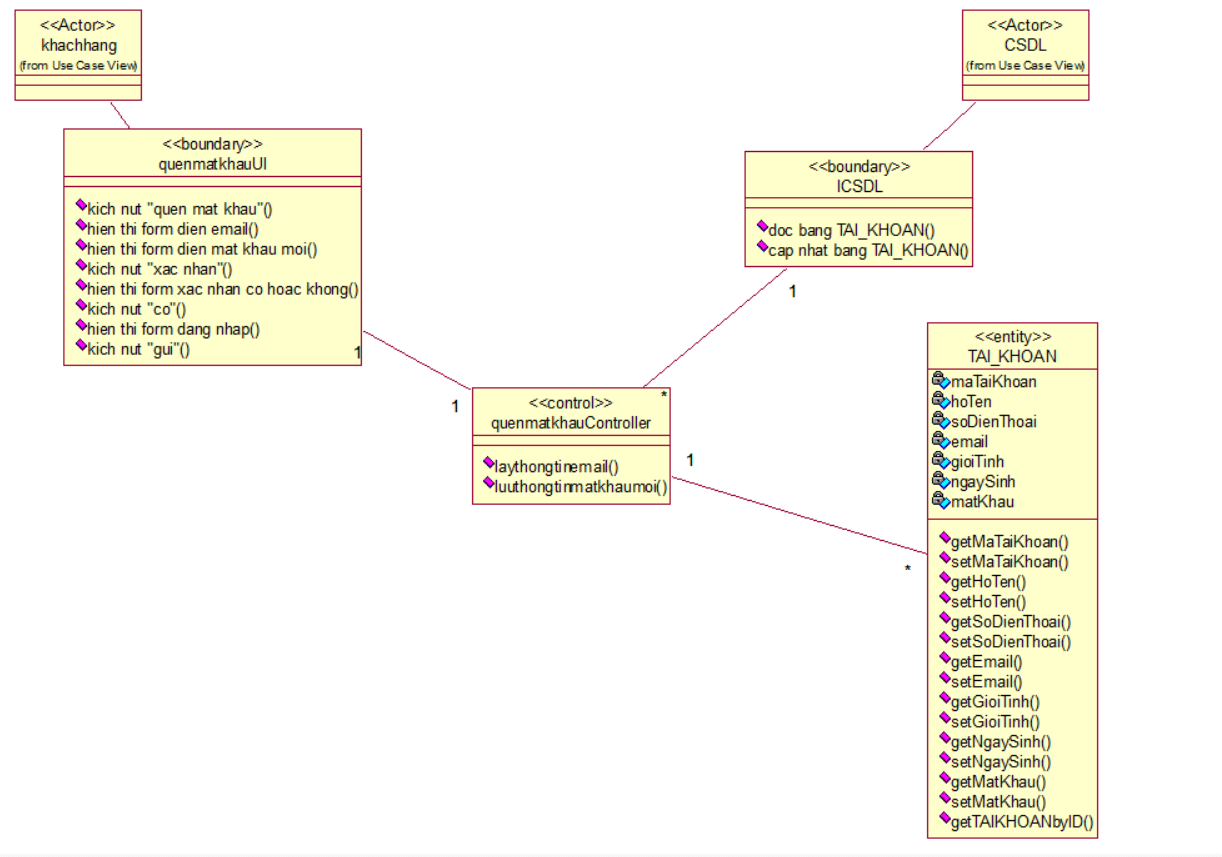 <<Actor>>
khachhang
(from Use Case View)
<<boundary>>
quenmatkhauUI
kich nut "quen mat khau"()
hien thi form dien email()
hien thi form dien mat khau moi()
kich nut "xac nhan"()
hien thi form xac nhan co hoac khong()
kich nut "co"()
hien thi form dang nhap()
kich nut "gui"()
1
<<Actor>>
CSDL
(from Use Case View)
<<boundary>>
ICSDL
doc bang TAI_KHOAN()
cap nhat bang TAI_KHOAN()
1
1
<<control>>
*
quenmatkhauController
laythongtinemail()
luuthongtinmatkhaumoi()
1
*
<<entity>>
TAI_KHOAN
maTaiKhoan
hoTen
soDienThoai
email
gioiTinh
ngaySinh
matKhau
getMaTaiKhoan()
setMaTaiKhoan()
getHoTen()
setHoTen()
getSoDienThoai()
setSoDienThoai()
getEmail()
setEmail()
getGioiTinh()
setGioiTinh()
getNgaySinh()
setNgaySinh()
getMatKhau()
setMatKhau()
getTAIKHOANbyID()